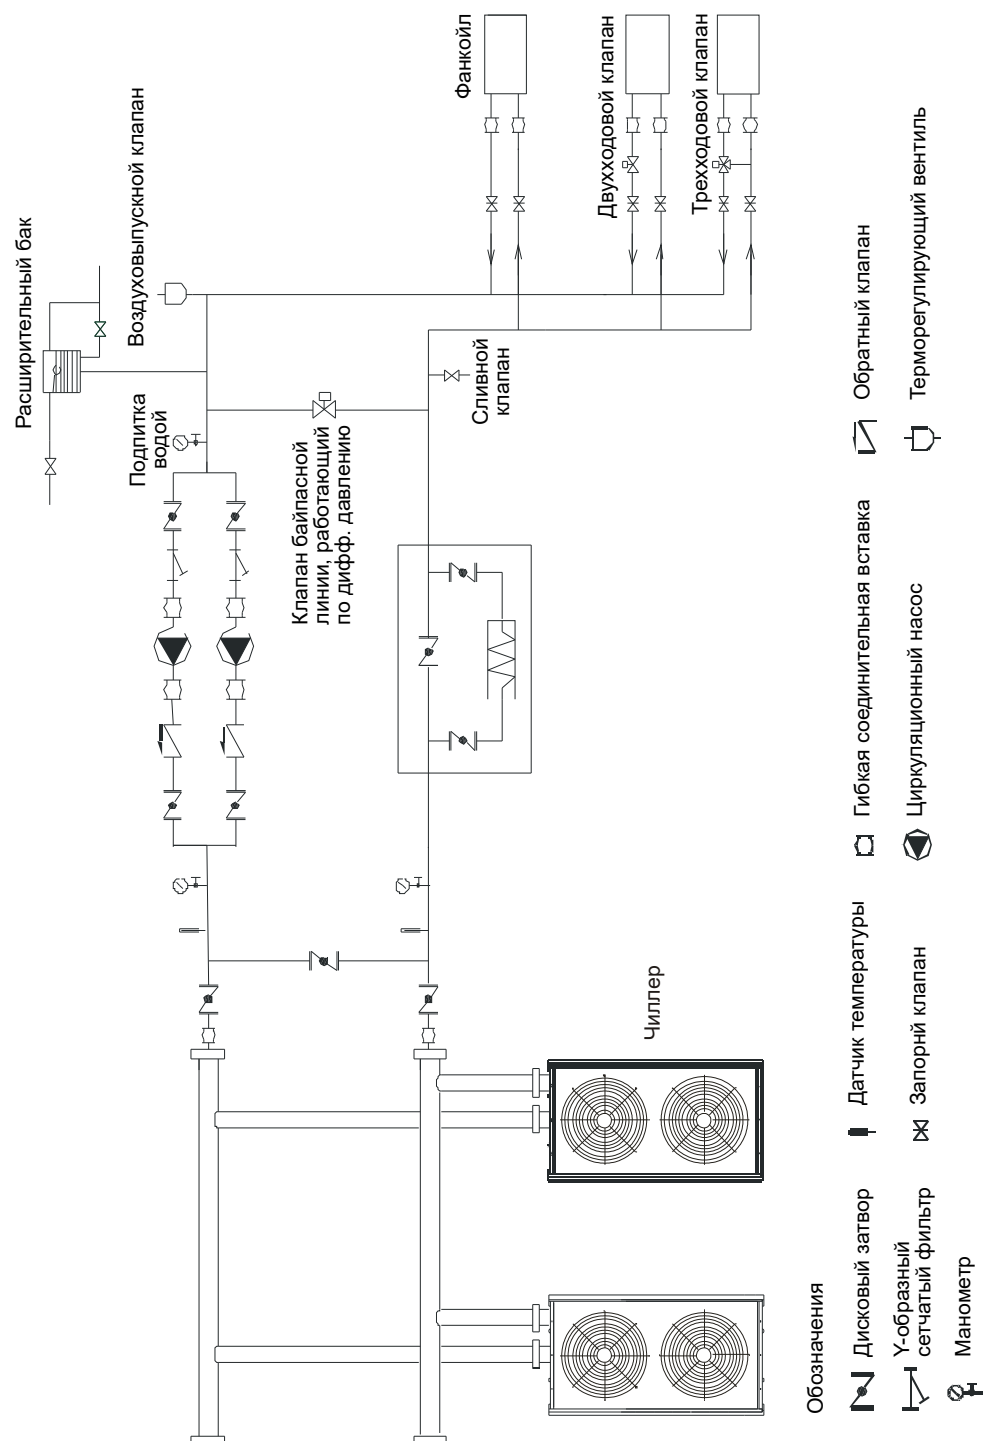 Расширительный бак
Воздуховыпускной клапан
Фанкойл
Двухходовой клапан
Трехходовой клапан
Подпитка
водой
Сливной
клапан
Клапан байпасной
линии, работающий
по дифф. давлению
Чиллер
Обозначения
Дисковый затвор
Y-образный
сетчатый фильтр
Манометр
Датчик температуры
Запорнй клапан
Гибкая соединительная вставка
Циркуляционный насос
Обратный клапан
Терморегулирующий вентиль